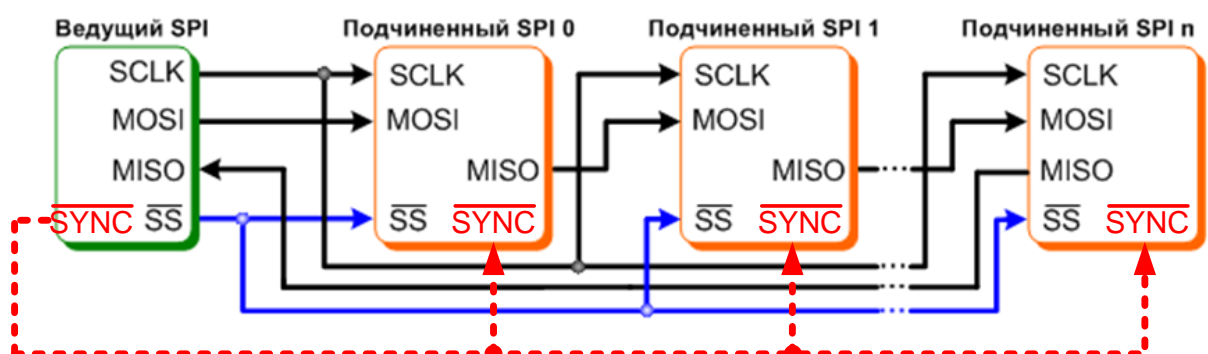 Ведущий SPI
Подчиненный SPI 0
Подчиненный SPI 1
Подчиненный SPI n
SCLK
MOSI
MISO
SYNC SS
SCLK
MOSI
MISO
SS SYNC
SCLK
MOSI
MISO
SS SYNC
SCLK
MOSI
MISO
SS SYNC